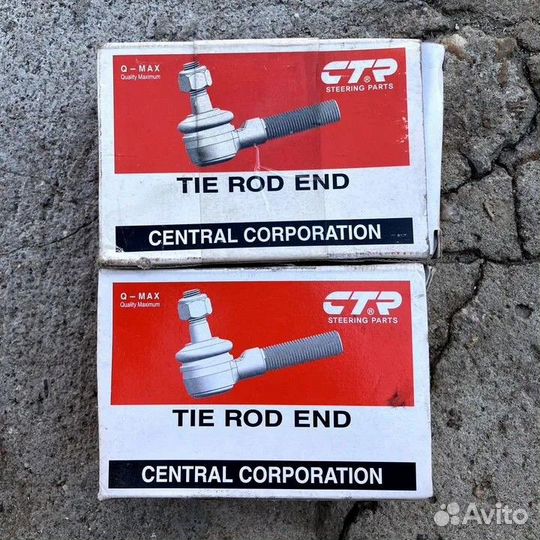 Q – MAX
Quality Maximum
CTR®
STEERING PARTS
TIE ROD END
CENTRAL CORPORATION
Q – MAX
Quality Maximum
CTR®
STEERING PARTS
TIE ROD END
CENTRAL CORPORATION
Avito